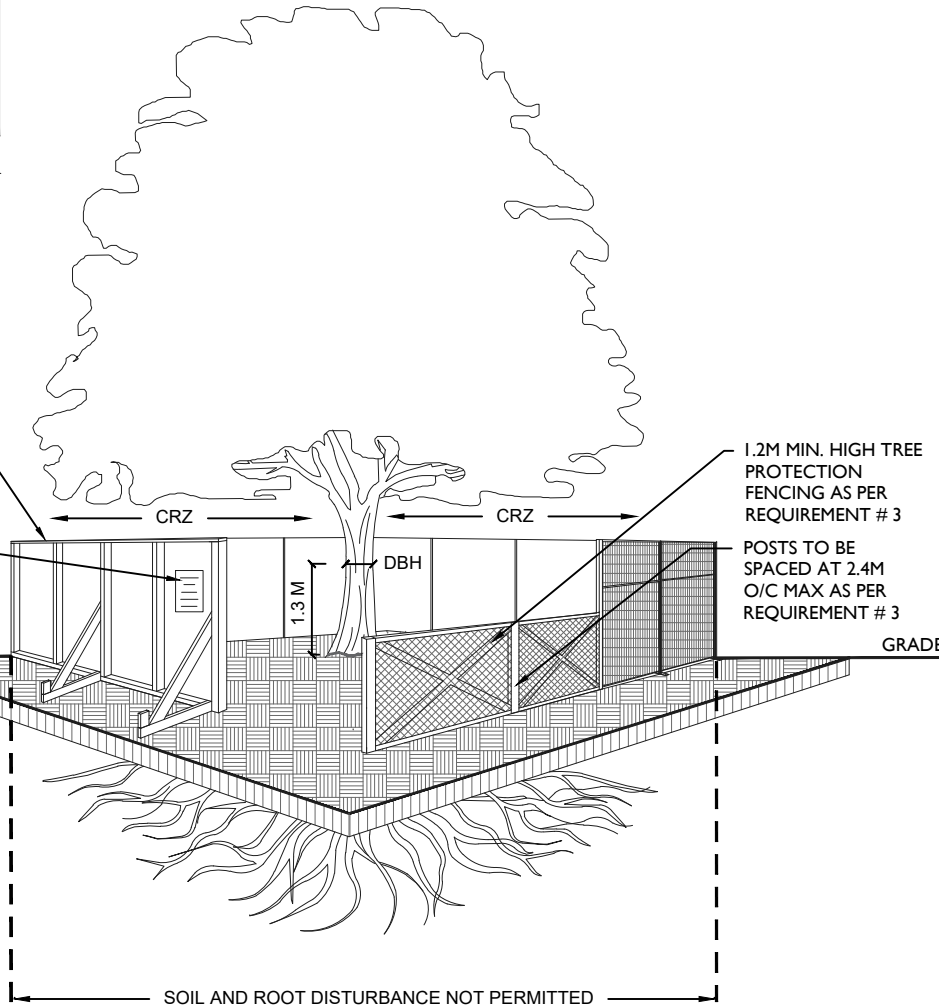 1.2M MIN. HIGH TREE
PROTECTION
FENCING AS PER
REQUIREMENT # 3
CRZ
CRZ
POSTS TO BE
SPACED AT 2.4M
O/C MAX AS PER
REQUIREMENT # 3
DBH
1.3 M
GRADE
SOIL AND ROOT DISTURBANCE NOT PERMITTED